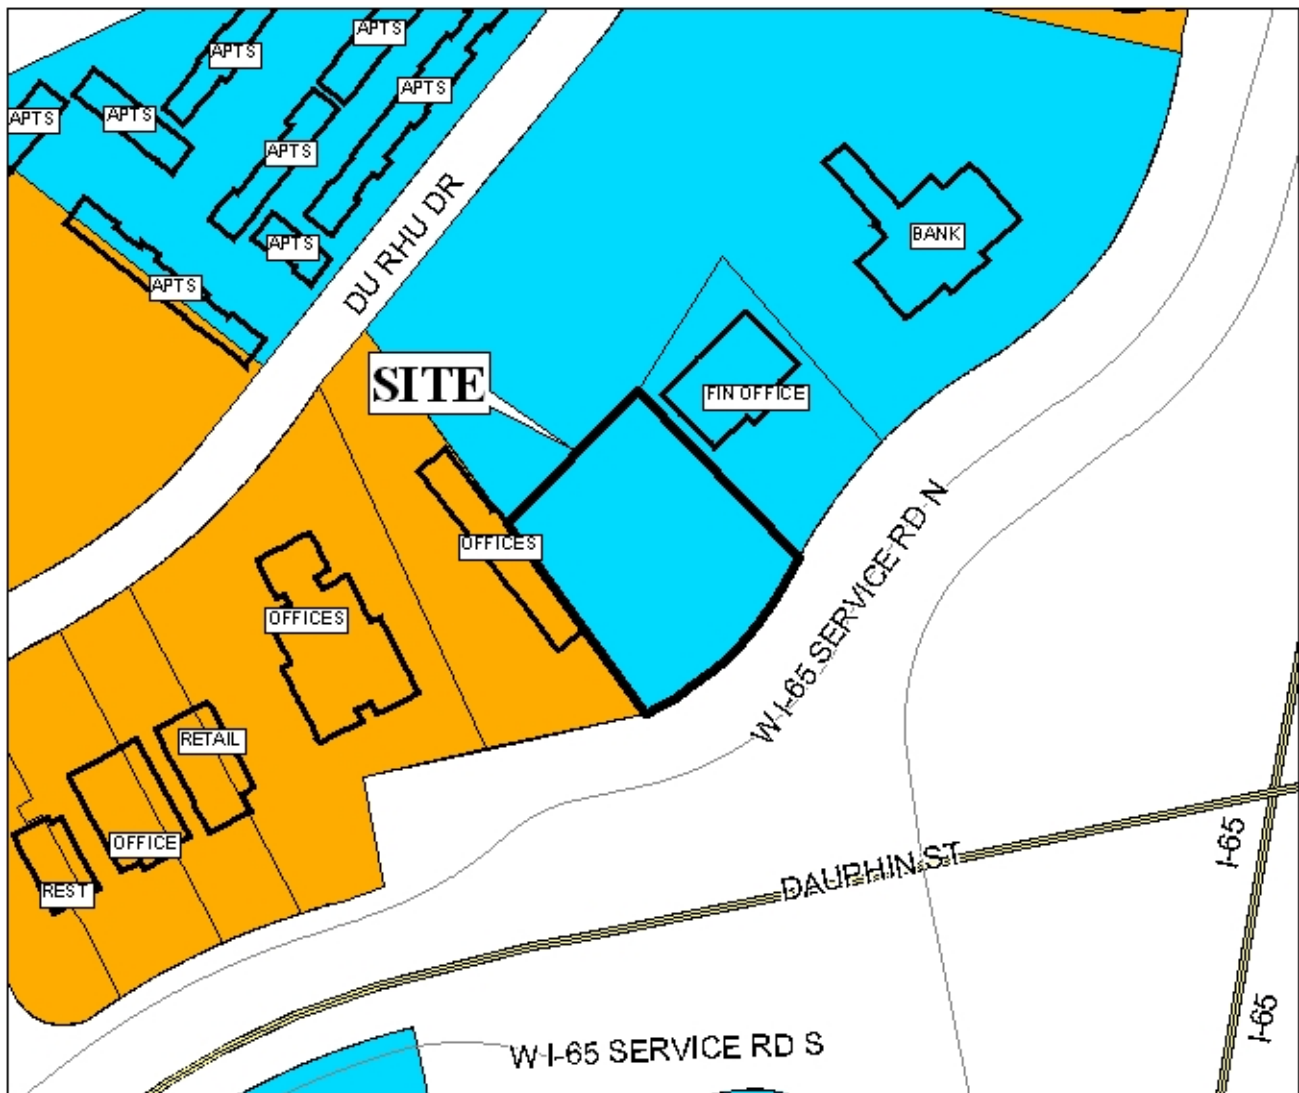 APTS
APTS
APTS
APTS
APTS
APTS
APTS
APTS
DU RHU DR
BANK
SITE
FIN OFFICE
OFFICES
W-I-65 SERVICE RD N
OFFICES
RETAIL
OFFICE
REST
DAUPHIN ST
I-65
I-65
W-I-65 SERVICE RD S